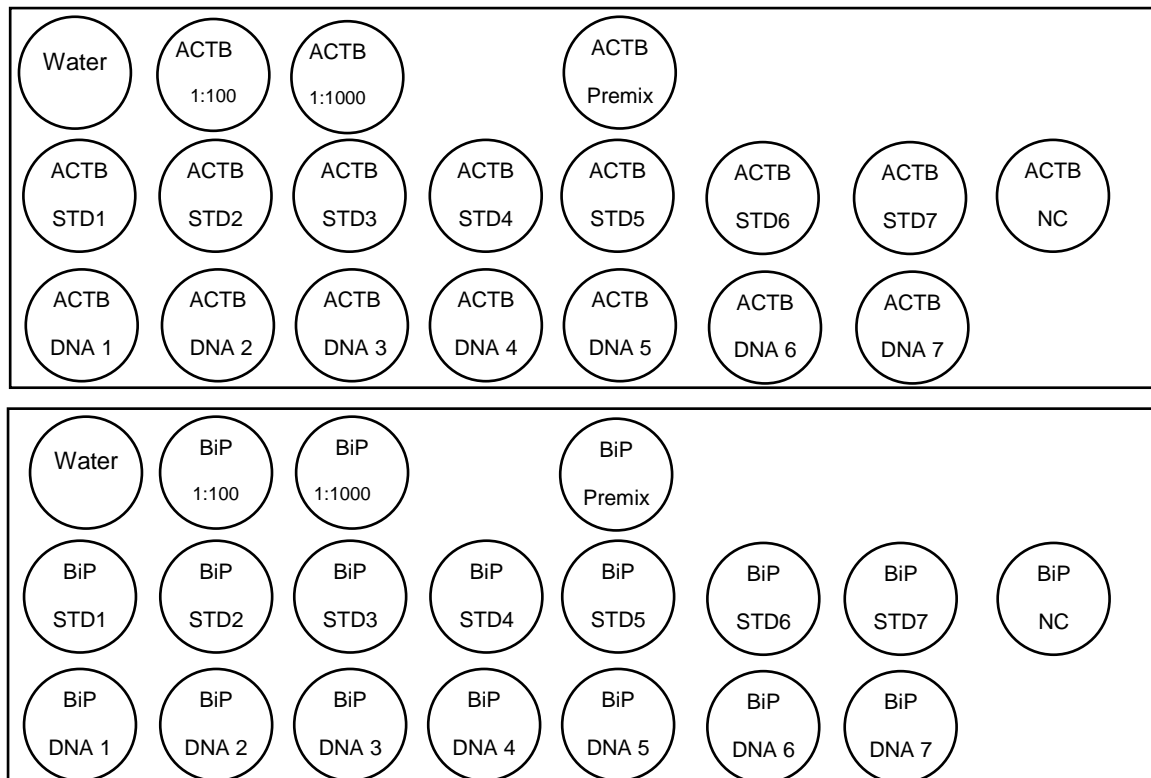 Water
ACTB
1:100
ACTB
1:1000
ACTB
Premix
ACTB
STD1
ACTB
STD2
ACTB
STD3
ACTB
STD4
ACTB
STD5
ACTB
STD6
ACTB
STD7
ACTB
NC
ACTB
DNA 1
ACTB
DNA 2
ACTB
DNA 3
ACTB
DNA 4
ACTB
DNA 5
ACTB
DNA 6
ACTB
DNA 7
Water
BiP
1:100
BiP
1:1000
BiP
Premix
BiP
STD1
BiP
STD2
BiP
STD3
BiP
STD4
BiP
STD5
BiP
STD6
BiP
STD7
BiP
NC
BiP
DNA 1
BiP
DNA 2
BiP
DNA 3
BiP
DNA 4
BiP
DNA 5
BiP
DNA 6
BiP
DNA 7